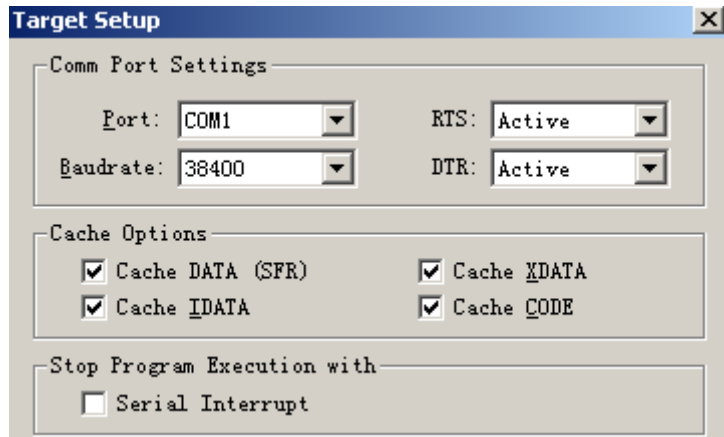 Target Setup
Comm Port Settings
Port: COM1 RTS: Active
Baudrate: 38400 DTR: Active
Cache Options
Cache DATA (SFR) Cache XDATA
Cache IDATA Cache CODE
Stop Program Execution with
Serial Interrupt